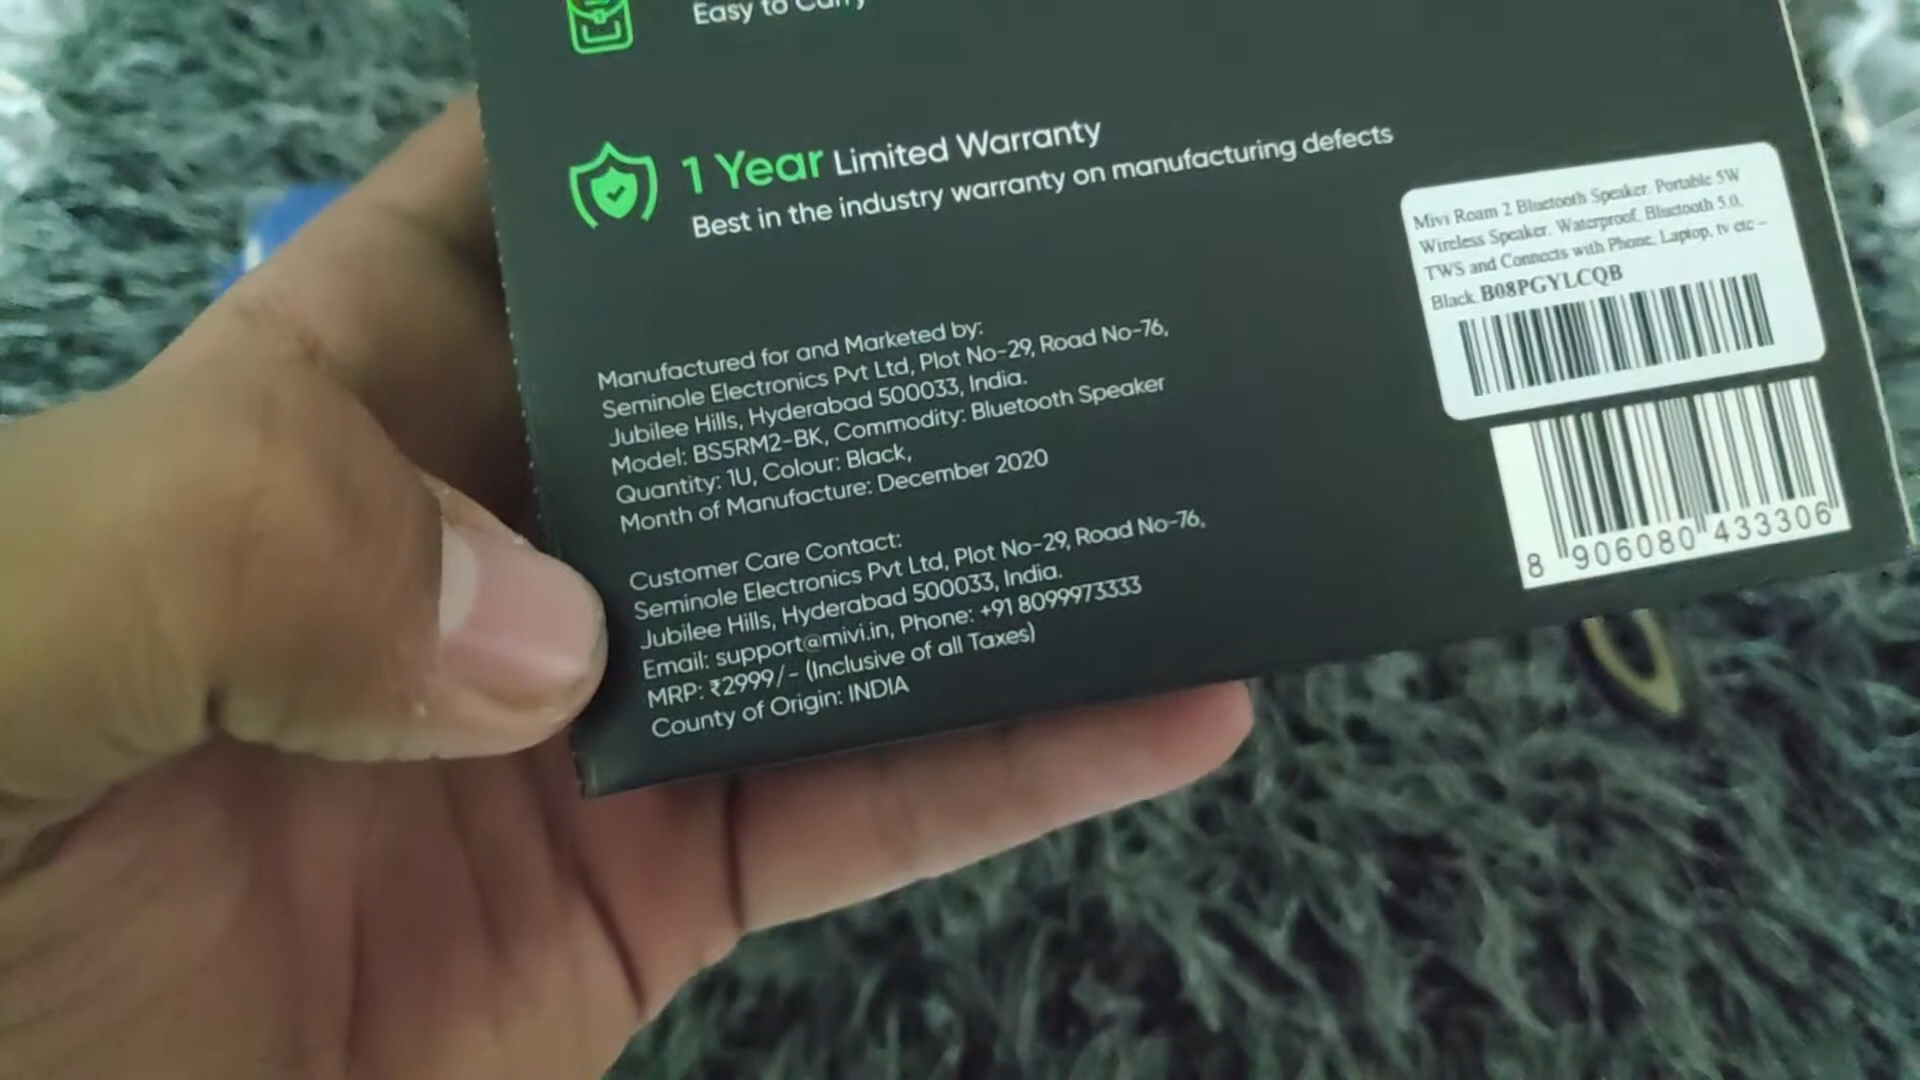 Easy to Carry
1 Year Limited Warranty
Best in the industry warranty on manufacturing defects
Mivi Roam 2 Bluetooth Speaker. Portable 5W
Wireless Speaker. Waterproof. Bluetooth 5.0.
TWS and Connects with Phone, Laptop, tv etc –
Black. B08PGYLCQB
Manufactured for and Marketed by:
Seminole Electronics Pvt Ltd, Plot No-29, Road No-76,
Jubilee Hills, Hyderabad 500033, India.
Model: BS5RM2-BK, Commodity: Bluetooth Speaker
Quantity: 1U, Colour: Black,
Month of Manufacture: December 2020
8 906080 433306
Customer Care Contact:
Seminole Electronics Pvt Ltd, Plot No-29, Road No-76,
Jubilee Hills, Hyderabad 500033, India.
Email: support@mivi.in, Phone: +91 8099973333
MRP: ₹2999/- (Inclusive of all Taxes)
County of Origin: INDIA